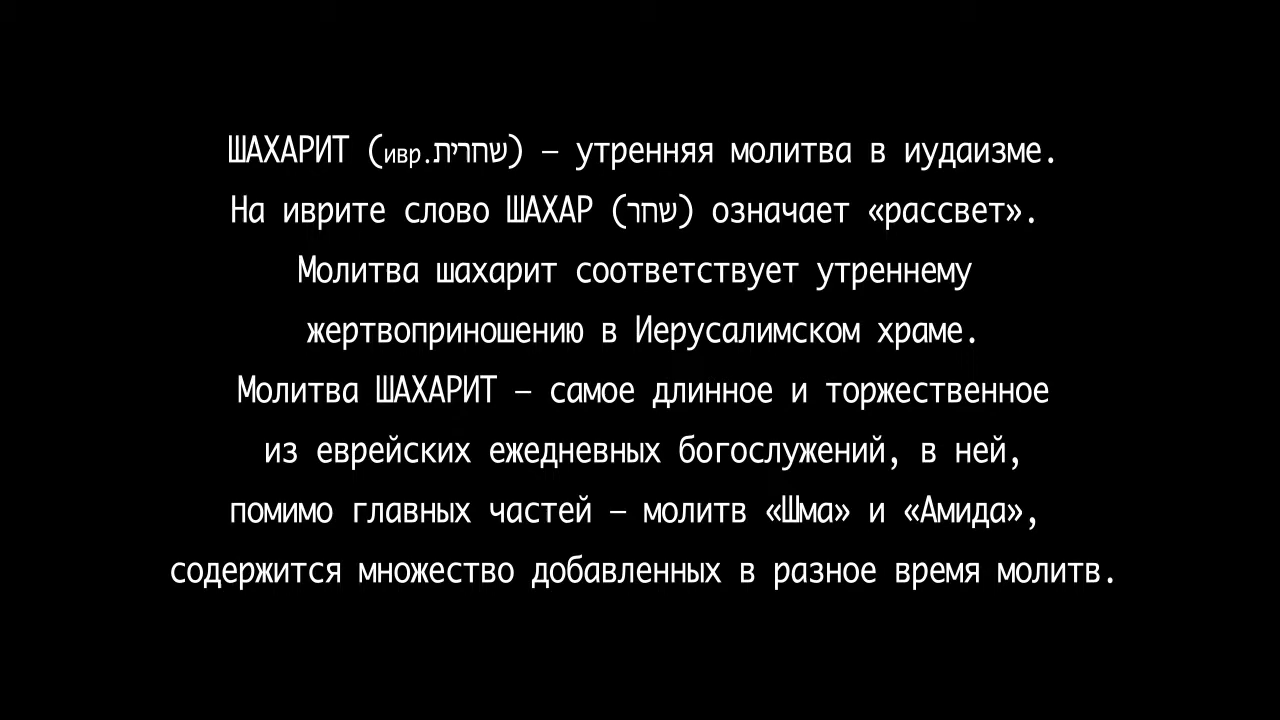 ШАХАРИТ (ивр.שחרית) – утренняя молитва в иудаизме.
На иврите слово ШАХАР (שחר) означает «рассвет».
Молитва шахарит соответствует утреннему
жертвоприношению в Иерусалимском храме.
Молитва ШАХАРИТ – самое длинное и торжественное
из еврейских ежедневных богослужений, в ней,
помимо главных частей – молитв «Шма» и «Амида»,
содержится множество добавленных в разное время молитв.